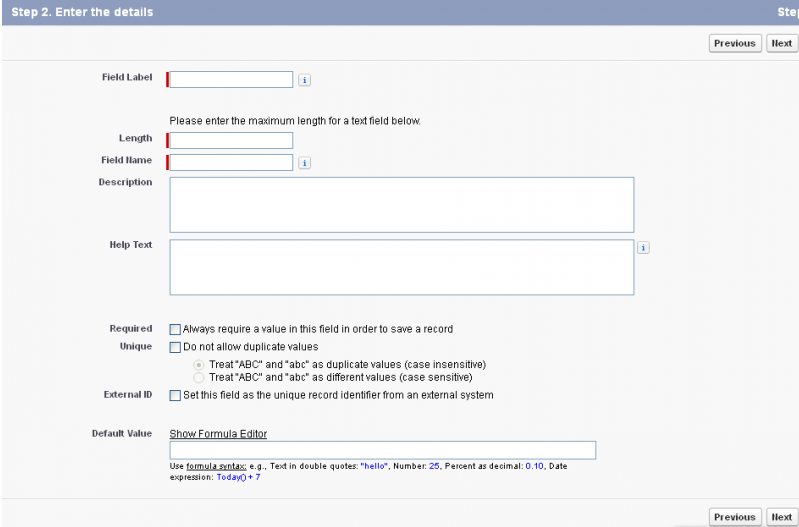 Step 2. Enter the details
Step
Previous Next
Field Label
Please enter the maximum length for a text field below.
Length
Field Name
Description
Help Text
Required Always require a value in this field in order to save a record
Unique Do not allow duplicate values
Treat "ABC" and "abc" as duplicate values (case insensitive)
Treat "ABC" and "abc" as different values (case sensitive)
External ID Set this field as the unique record identifier from an external system
Default Value Show Formula Editor
Use formula syntax: e.g., Text in double quotes: "hello", Number: 25, Percent as decimal: 0.10, Date
expression: Today() + 7
Previous Next